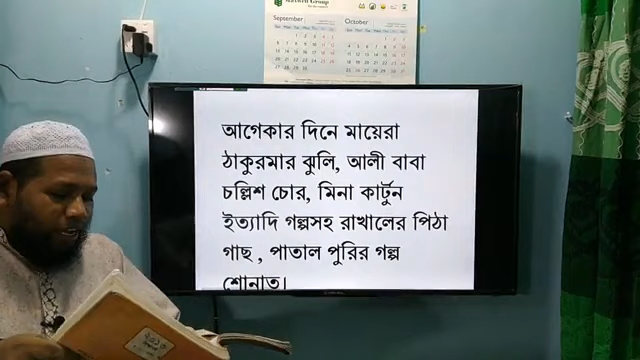 September
October
আগেকার দিনে মায়েরা
ঠাকুরমার ঝুলি, আলী বাবা
চল্লিশ চোর, মিনা কার্টুন
ইত্যাদি গল্পসহ রাখালের পিঠা
গাছ , পাতাল পুরির গল্প
শোনাত।